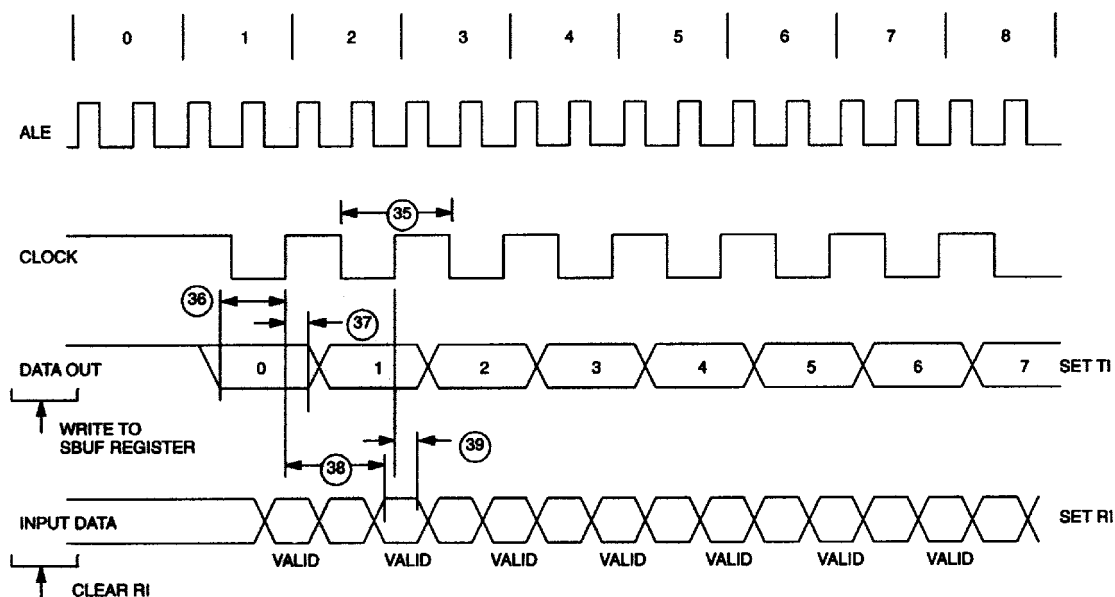 0 1 2 3 4 5 6 7 8
ALE
35
CLOCK
36
37
DATA OUT 0 1 2 3 4 5 6 7 SET TI
WRITE TO
SBUF REGISTER
39
38
INPUT DATA SET RI
VALID VALID VALID VALID VALID VALID VALID
CLEAR RI